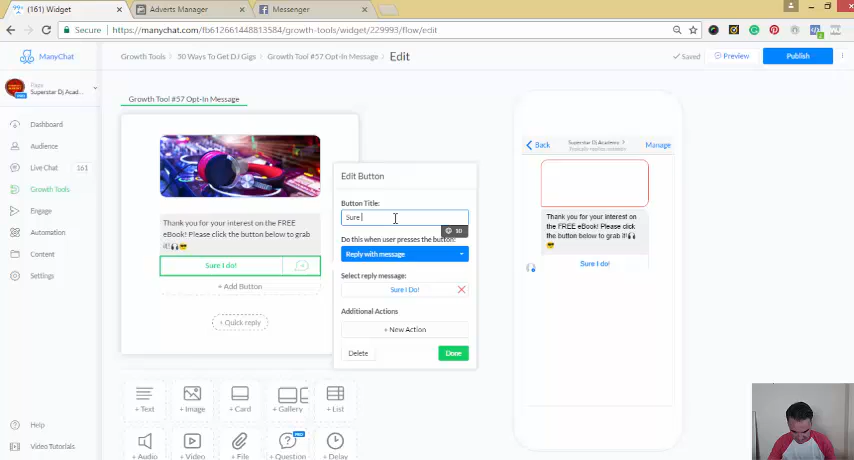 (161) Widget
Adverts Manager
Messenger
Secure
https://manychat.com/fb612661448813584/growth-tools/widget/229993/flow/edit
ManyChat
Growth Tools
50 Ways To Get DJ Gigs
Growth Tool #57 Opt-In Message
Edit
Saved
Preview
Publish
Superstar Dj Acad...
PRO
Growth Tool #57 Opt-In Message
Dashboard
Audience
Live Chat
161
Growth Tools
Engage
Automation
Content
Settings
Help
Video Tutorials
Thank you for your interest on the FREE
eBook! Please click the button below to grab
it!
Sure I do!
+ Add Button
+ Quick reply
Edit Button
Button Title:
Sure
Do this when user presses the button:
Reply with message
Select reply message:
Sure I Do!
Additional Actions
+ New Action
Delete
Done
Back
Superstar Dj Academy
Manage
Thank you for your interest on
the FREE eBook! Please click
the button below to grab it!
Sure I do!
+ Text
+ Image
+ Card
+ Gallery
+ List
+ Audio
+ Video
+ File
+ Question
PRO
+ Delay